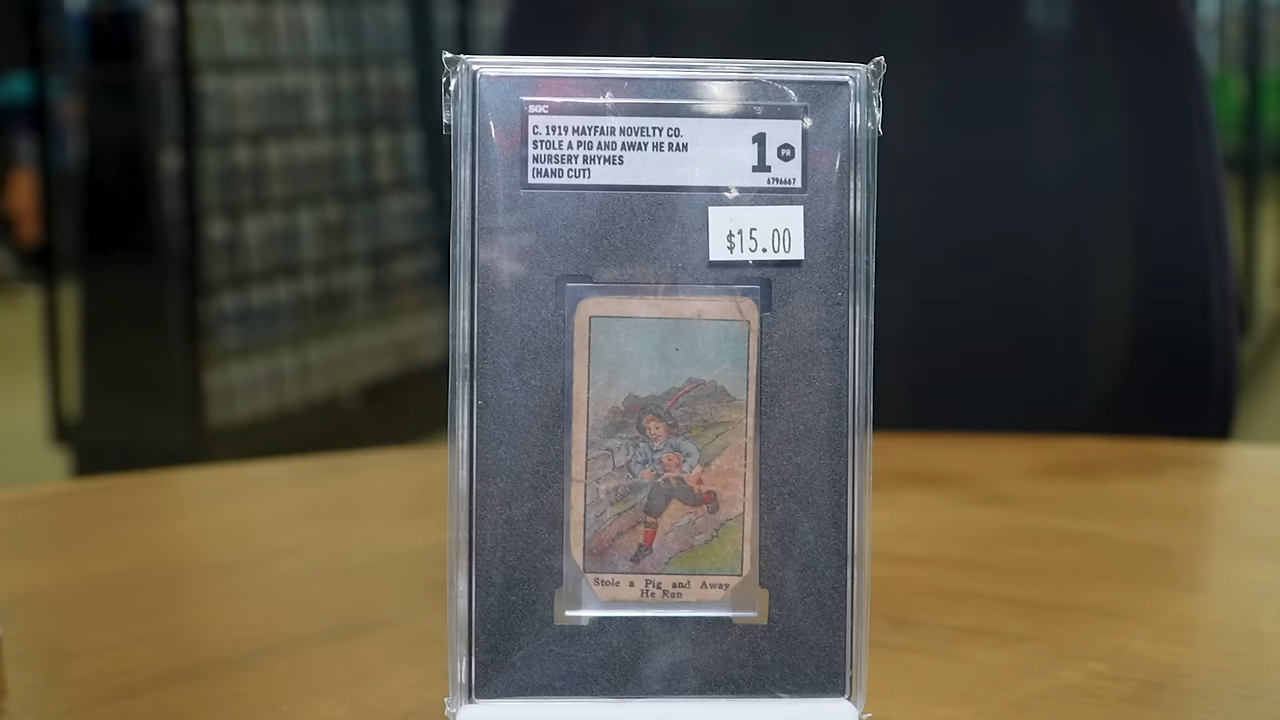 SGC
C. 1919 MAYFAIR NOVELTY CO.
STOLE A PIG AND AWAY HE RAN
NURSERY RHYMES
(HAND CUT)
1 PR
6796667
$15.00
Stole a Pig and Away
He Ran